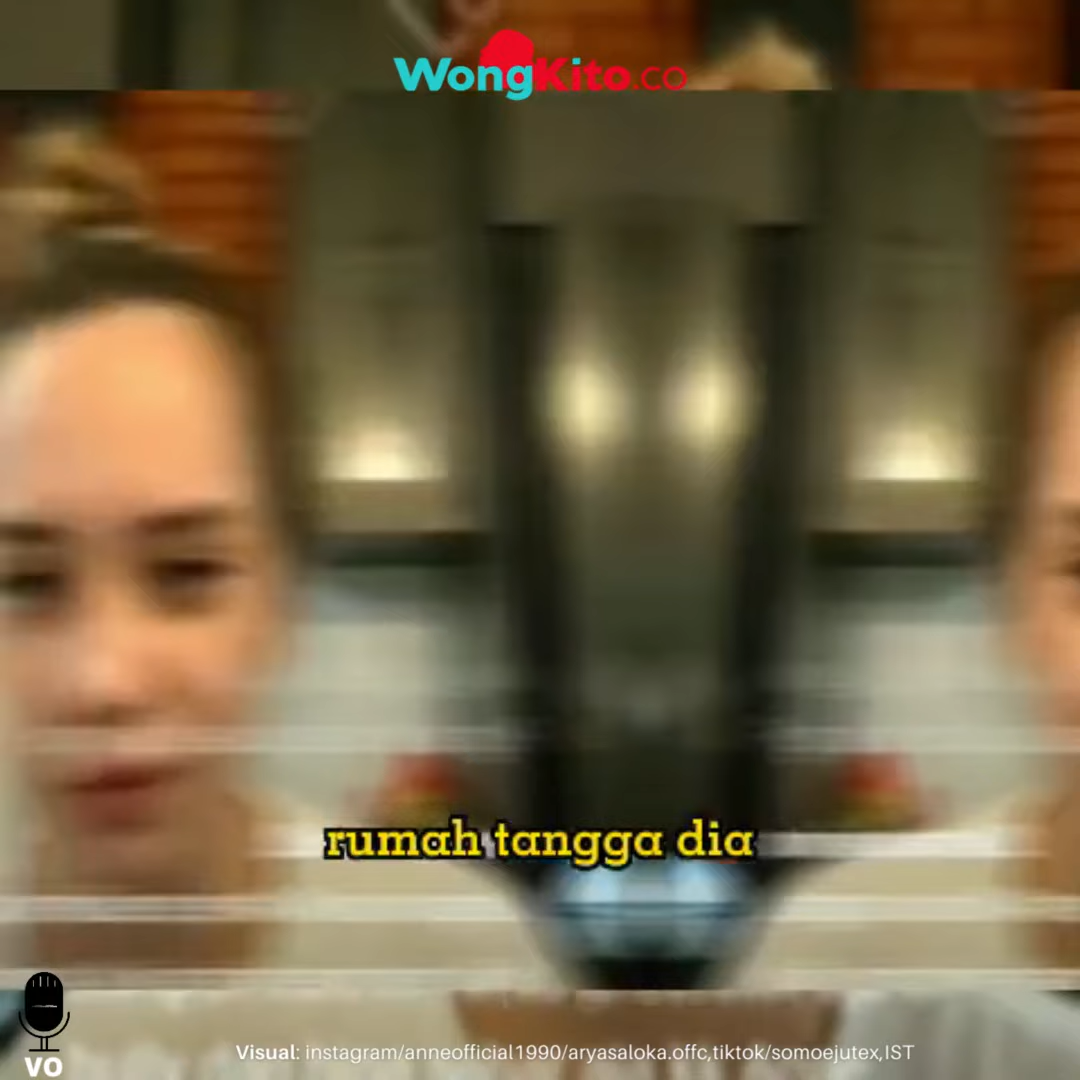 WongKito.co
rumah tangga dia
VO
Visual: instagram/anneofficial1990/aryasaloka.offc,tiktok/somoejutex,IST